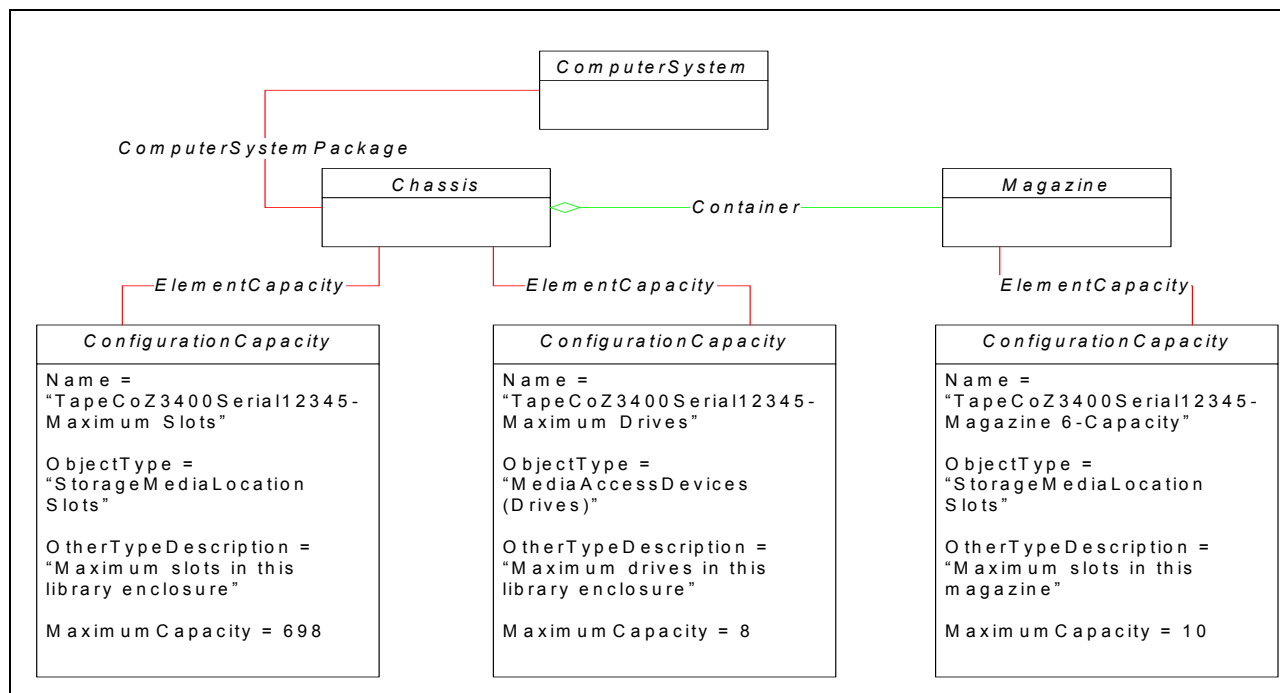 ComputerSystem
ComputerSystemPackage
Chassis
Magazine
Container
ElementCapacity
ElementCapacity
ElementCapacity
ConfigurationCapacity
Name =
“TapeCoZ3400Serial12345-
Maximum Slots”
ObjectType =
“StorageMediaLocation
Slots”
OtherTypeDescription =
“Maximum slots in this
library enclosure”
MaximumCapacity = 698
ConfigurationCapacity
Name =
“TapeCoZ3400Serial12345-
Maximum Drives”
ObjectType =
“MediaAccessDevices
(Drives)”
OtherTypeDescription =
“Maximum drives in this
library enclosure”
MaximumCapacity = 8
ConfigurationCapacity
Name =
“TapeCoZ3400Serial12345-
Magazine 6-Capacity”
ObjectType =
“StorageMediaLocation
Slots”
OtherTypeDescription =
“Maximum slots in this
magazine”
MaximumCapacity = 10